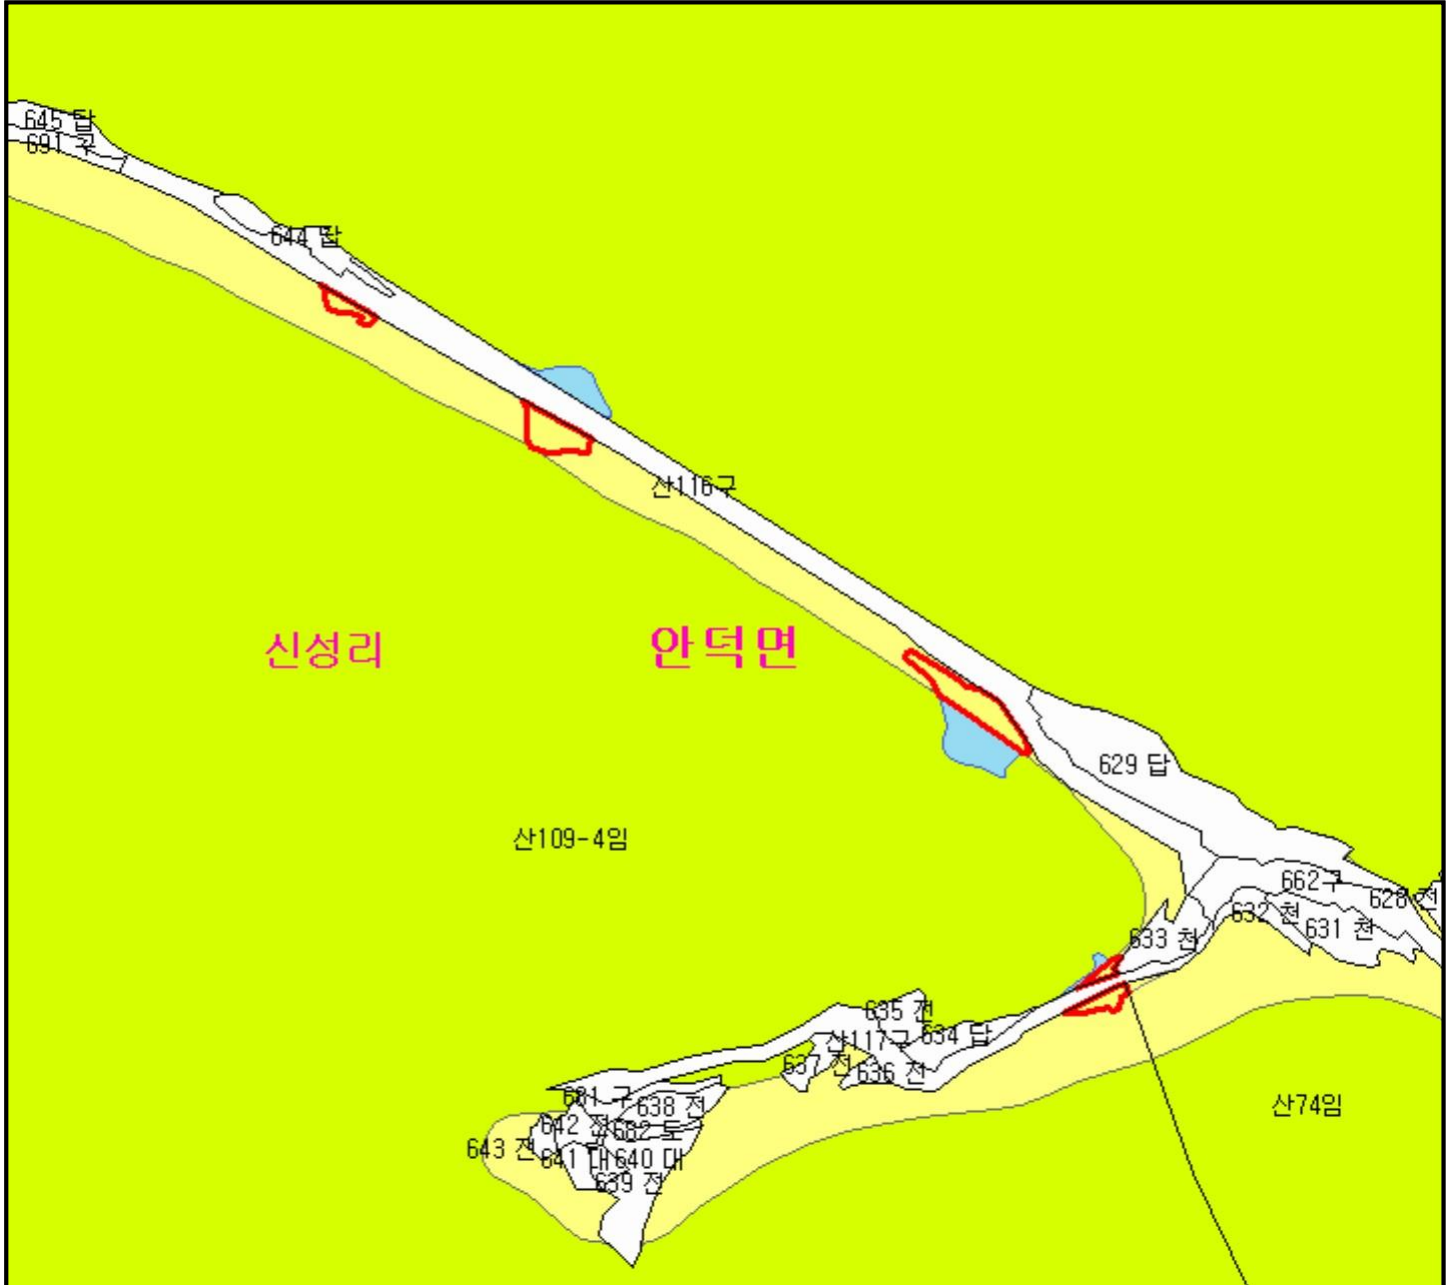 645 답
691 구
644 답
산116구
신성리
안덕면
629 답
산109-4임
662구
628 전
632 천
631 천
633 천
635 전
산117구
634 답
637 전
636 전
681 구
638 전
642 전
682 도
643 전
641 대
640 대
639 전
산74임